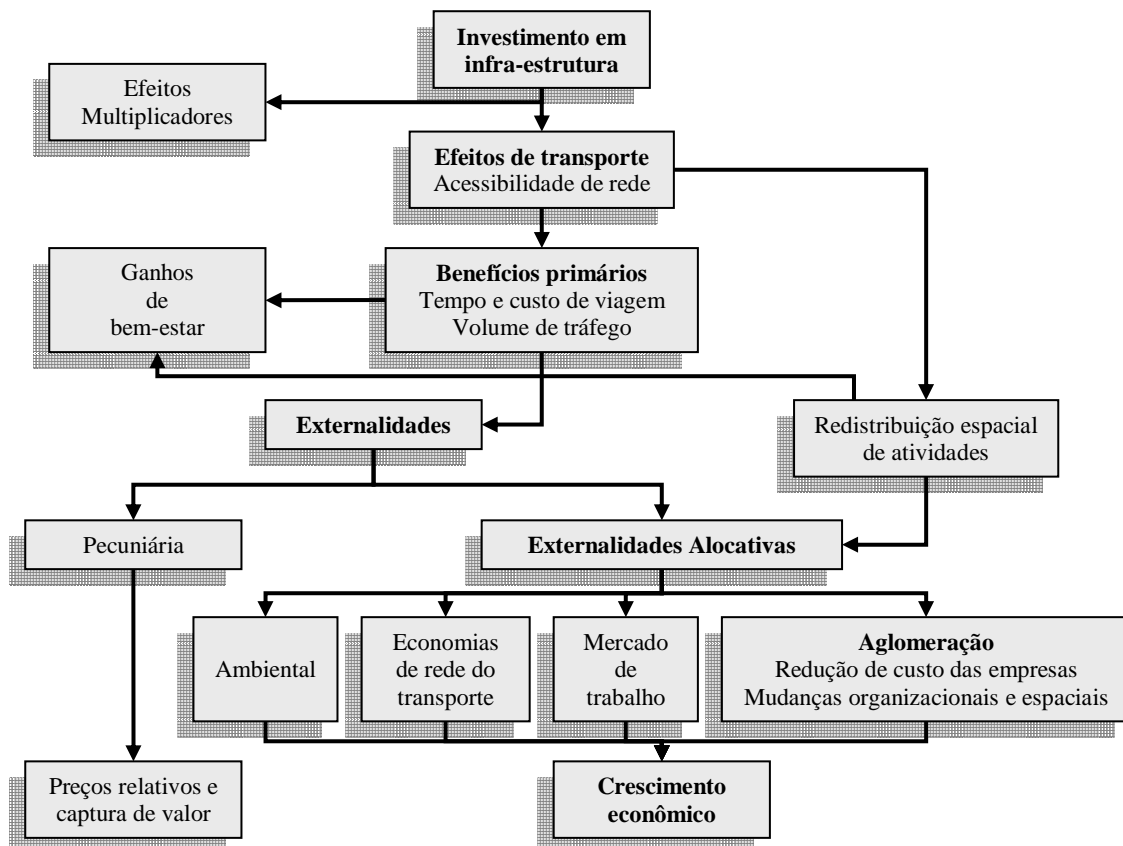 Investimento em
infra-estrutura
Efeitos
Multiplicadores
Efeitos de transporte
Acessibilidade de rede
Ganhos
de
bem-estar
Benefícios primários
Tempo e custo de viagem
Volume de tráfego
Externalidades
Redistribuição espacial
de atividades
Pecuniária
Externalidades Alocativas
Ambiental
Economias
de rede do
transporte
Mercado
de
trabalho
Aglomeração
Redução de custo das empresas
Mudanças organizacionais e espaciais
Preços relativos e
captura de valor
Crescimento
econômico